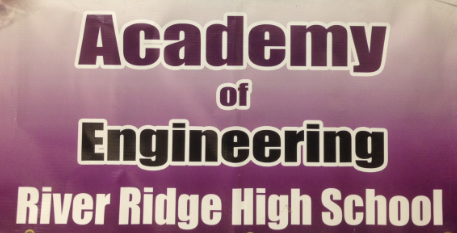 Academy
of
Engineering
River Ridge High School